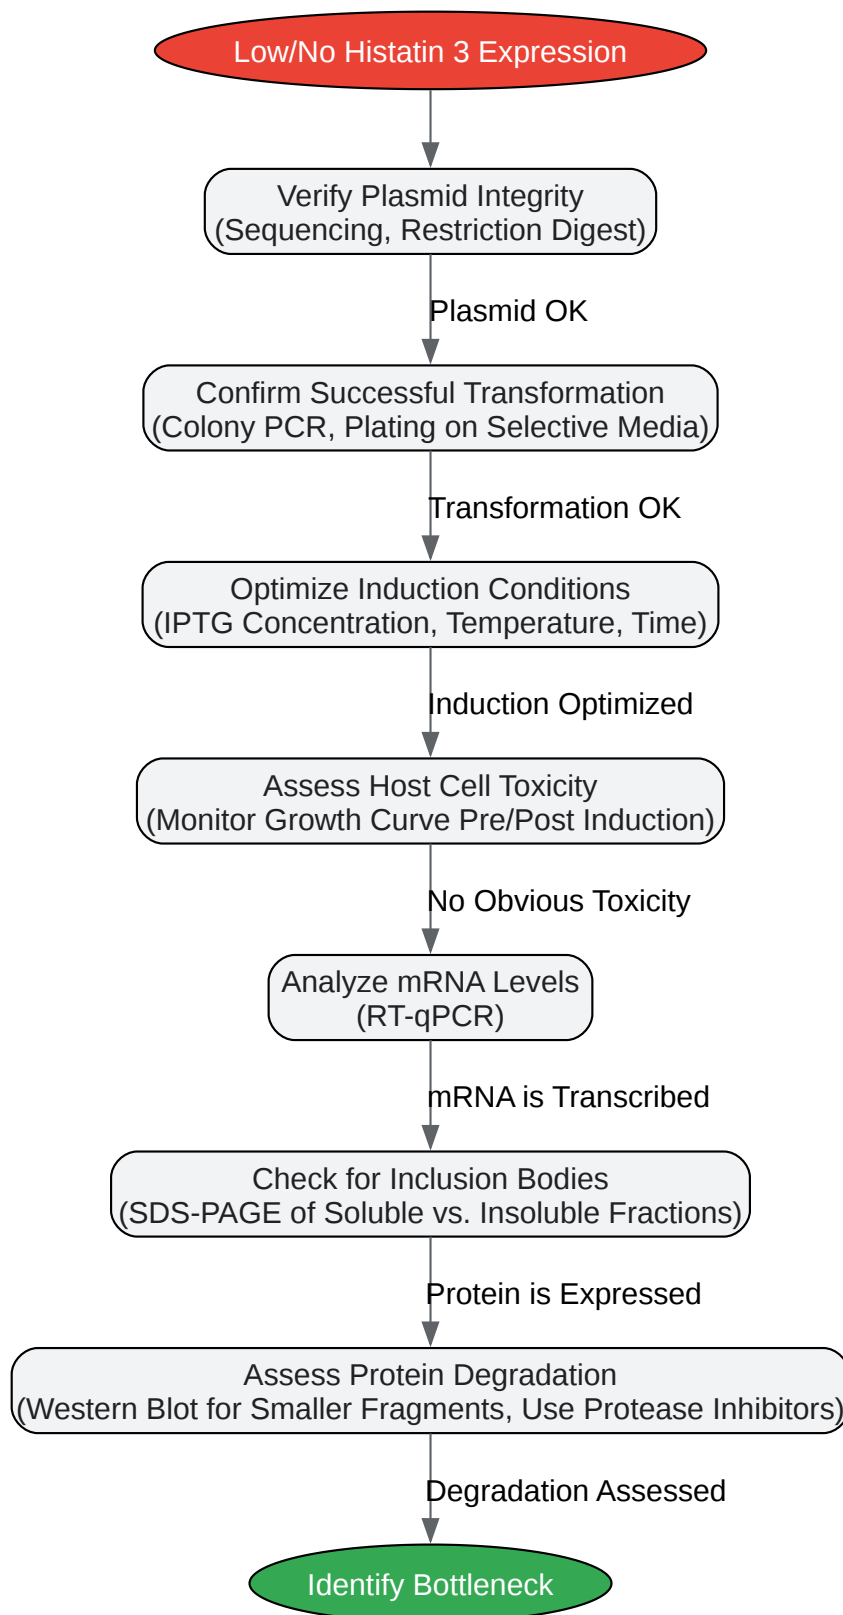 Low/No Histatin 3 Expression
Verify Plasmid Integrity
(Sequencing, Restriction Digest)
Plasmid OK
Confirm Successful Transformation
(Colony PCR, Plating on Selective Media)
Transformation OK
Optimize Induction Conditions
(IPTG Concentration, Temperature, Time)
Induction Optimized
Assess Host Cell Toxicity
(Monitor Growth Curve Pre/Post Induction)
No Obvious Toxicity
Analyze mRNA Levels
(RT-qPCR)
mRNA is Transcribed
Check for Inclusion Bodies
(SDS-PAGE of Soluble vs. Insoluble Fractions)
Protein is Expressed
Assess Protein Degradation
(Western Blot for Smaller Fragments, Use Protease Inhibitors)
Degradation Assessed
Identify Bottleneck